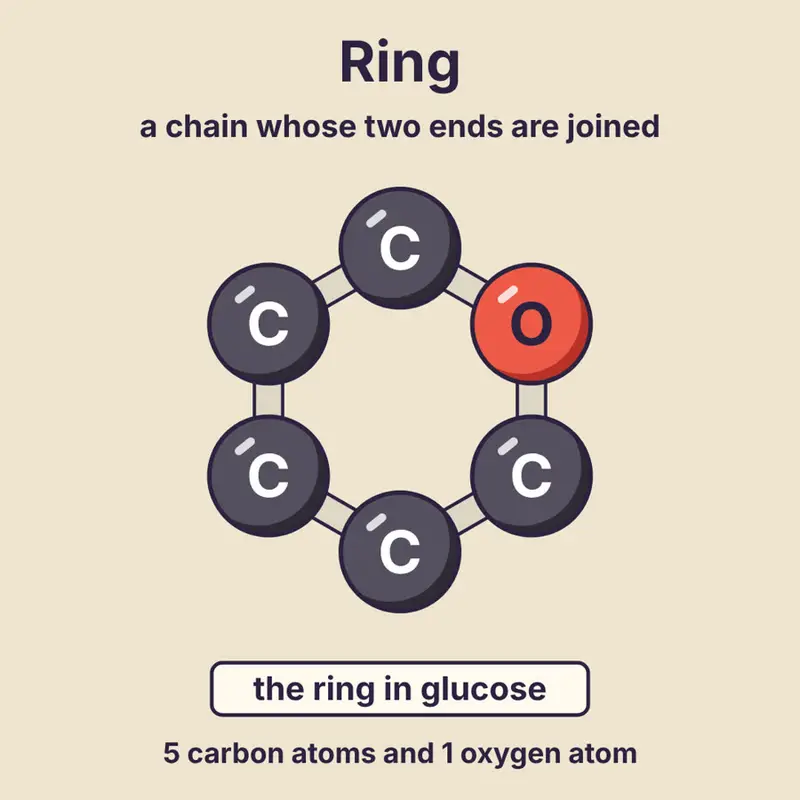 Ring
a chain whose two ends are joined
C
C
O
C
C
C
the ring in glucose
5 carbon atoms and 1 oxygen atom